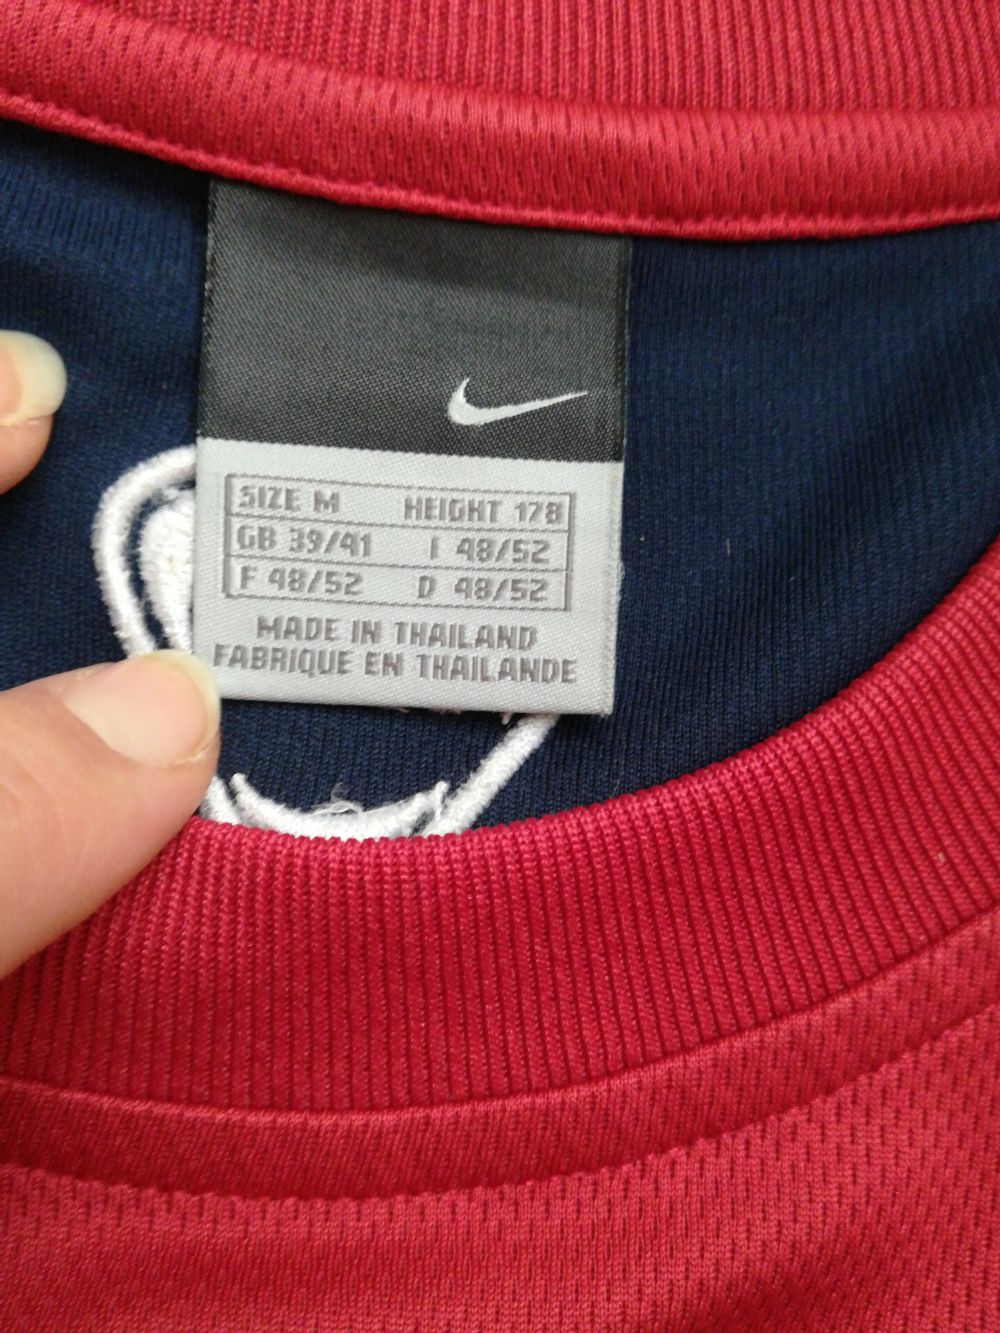 SIZE M HEIGHT 178
GB 39/41 I 48/52
F 48/52 D 48/52
MADE IN THAILAND
FABRIQUE EN THAILANDE